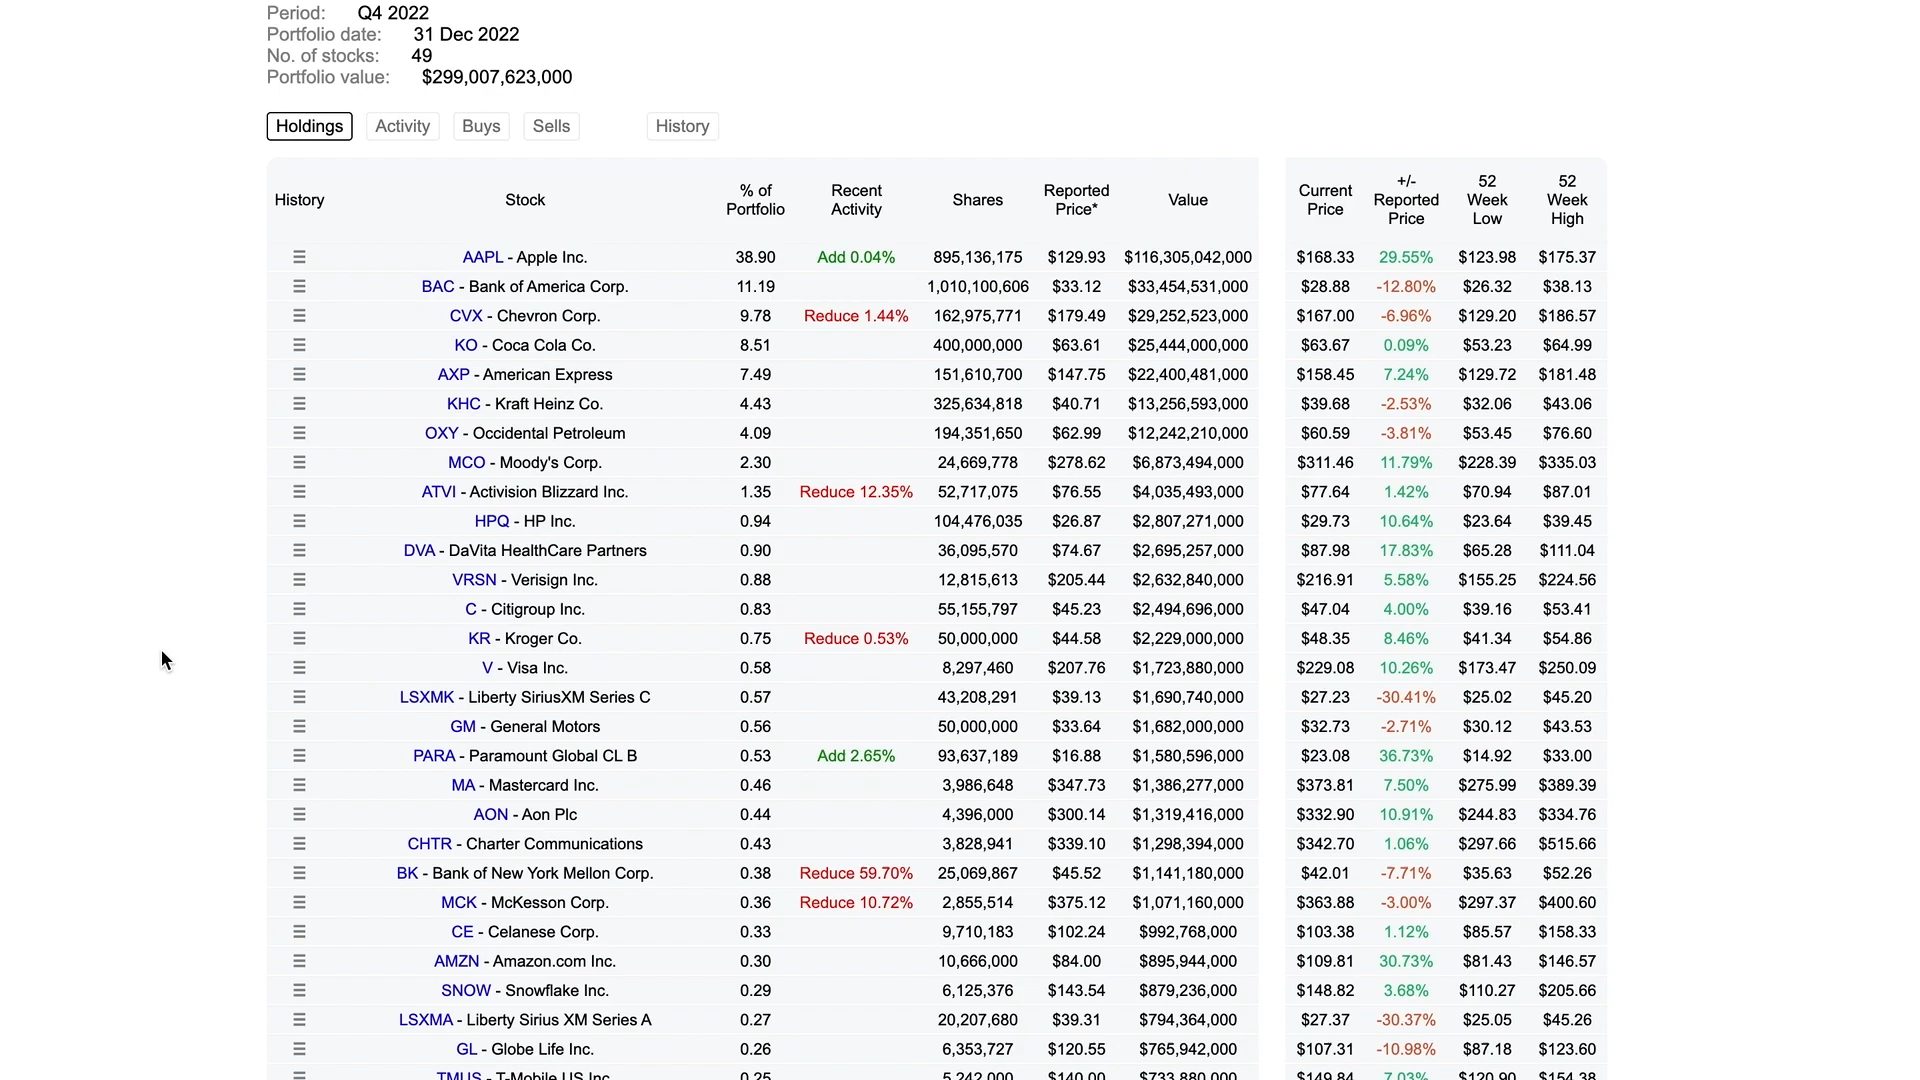 Period: Q4 2022
Portfolio date: 31 Dec 2022
No. of stocks: 49
Portfolio value: $299,007,623,000
Holdings Activity Buys Sells History
History Stock % of Portfolio Recent Activity Shares Reported Price* Value Current Price +/- Reported Price 52 Week Low 52 Week High
AAPL - Apple Inc. 38.90 Add 0.04% 895,136,175 $129.93 $116,305,042,000 $168.33 29.55% $123.98 $175.37
BAC - Bank of America Corp. 11.19 1,010,100,606 $33.12 $33,454,531,000 $28.88 -12.80% $26.32 $38.13
CVX - Chevron Corp. 9.78 Reduce 1.44% 162,975,771 $179.49 $29,252,523,000 $167.00 -6.96% $129.20 $186.57
KO - Coca Cola Co. 8.51 400,000,000 $63.61 $25,444,000,000 $63.67 0.09% $53.23 $64.99
AXP - American Express 7.49 151,610,700 $147.75 $22,400,481,000 $158.45 7.24% $129.72 $181.48
KHC - Kraft Heinz Co. 4.43 325,634,818 $40.71 $13,256,593,000 $39.68 -2.53% $32.06 $43.06
OXY - Occidental Petroleum 4.09 194,351,650 $62.99 $12,242,210,000 $60.59 -3.81% $53.45 $76.60
MCO - Moody's Corp. 2.30 24,669,778 $278.62 $6,873,494,000 $311.46 11.79% $228.39 $335.03
ATVI - Activision Blizzard Inc. 1.35 Reduce 12.35% 52,717,075 $76.55 $4,035,493,000 $77.64 1.42% $70.94 $87.01
HPQ - HP Inc. 0.94 104,476,035 $26.87 $2,807,271,000 $29.73 10.64% $23.64 $39.45
DVA - DaVita HealthCare Partners 0.90 36,095,570 $74.67 $2,695,257,000 $87.98 17.83% $65.28 $111.04
VRSN - Verisign Inc. 0.88 12,815,613 $205.44 $2,632,840,000 $216.91 5.58% $155.25 $224.56
C - Citigroup Inc. 0.83 55,155,797 $45.23 $2,494,696,000 $47.04 4.00% $39.16 $53.41
KR - Kroger Co. 0.75 Reduce 0.53% 50,000,000 $44.58 $2,229,000,000 $48.35 8.46% $41.34 $54.86
V - Visa Inc. 0.58 8,297,460 $207.76 $1,723,880,000 $229.08 10.26% $173.47 $250.09
LSXMK - Liberty SiriusXM Series C 0.57 43,208,291 $39.13 $1,690,740,000 $27.23 -30.41% $25.02 $45.20
GM - General Motors 0.56 50,000,000 $33.64 $1,682,000,000 $32.73 -2.71% $30.12 $43.53
PARA - Paramount Global CL B 0.53 Add 2.65% 93,637,189 $16.88 $1,580,596,000 $23.08 36.73% $14.92 $33.00
MA - Mastercard Inc. 0.46 3,986,648 $347.73 $1,386,277,000 $373.81 7.50% $275.99 $389.39
AON - Aon Plc 0.44 4,396,000 $300.14 $1,319,416,000 $332.90 10.91% $244.83 $334.76
CHTR - Charter Communications 0.43 3,828,941 $339.10 $1,298,394,000 $342.70 1.06% $297.66 $515.66
BK - Bank of New York Mellon Corp. 0.38 Reduce 59.70% 25,069,867 $45.52 $1,141,180,000 $42.01 -7.71% $35.63 $52.26
MCK - McKesson Corp. 0.36 Reduce 10.72% 2,855,514 $375.12 $1,071,160,000 $363.88 -3.00% $297.37 $400.60
CE - Celanese Corp. 0.33 9,710,183 $102.24 $992,768,000 $103.38 1.12% $85.57 $158.33
AMZN - Amazon.com Inc. 0.30 10,666,000 $84.00 $895,944,000 $109.81 30.73% $81.43 $146.57
SNOW - Snowflake Inc. 0.29 6,125,376 $143.54 $879,236,000 $148.82 3.68% $110.27 $205.66
LSXMA - Liberty Sirius XM Series A 0.27 20,207,680 $39.31 $794,364,000 $27.37 -30.37% $25.05 $45.26
GL - Globe Life Inc. 0.26 6,353,727 $120.55 $765,942,000 $107.31 -10.98% $87.18 $123.60
TMUS - T-Mobile US Inc. 0.25 5,242,000 $140.00 $733,880,000 $149.84 7.03% $120.90 $154.38